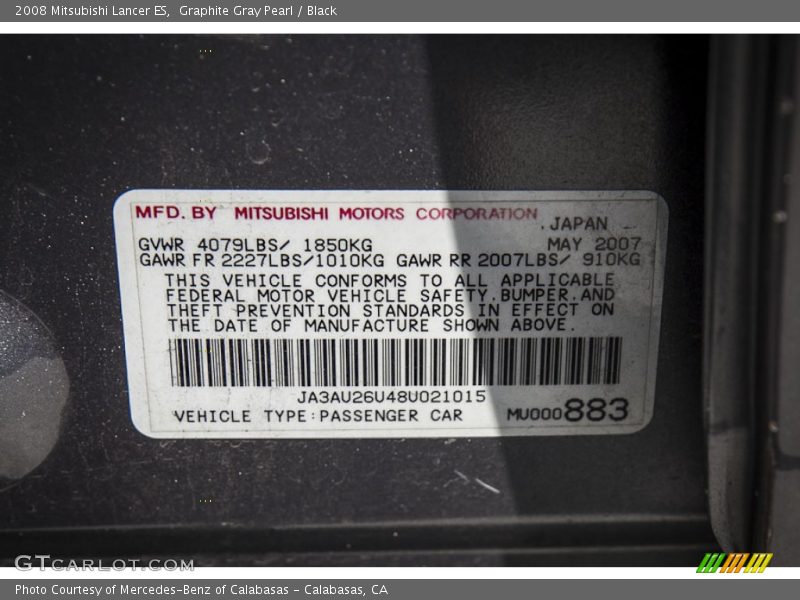 2008 Mitsubishi Lancer ES,  Graphite Gray Pearl / Black
MFD. BY MITSUBISHI MOTORS CORPORATION
, JAPAN
GVWR 4079LBS/ 1850KG MAY 2007
GAWR FR 2227LBS/1010KG GAWR RR 2007LBS/ 910KG
THIS VEHICLE CONFORMS TO ALL APPLICABLE
FEDERAL MOTOR VEHICLE SAFETY,BUMPER,AND
THEFT PREVENTION STANDARDS IN EFFECT ON
THE DATE OF MANUFACTURE SHOWN ABOVE.
JA3AU26U48U021015
VEHICLE TYPE:PASSENGER CAR MU000883
GTCARLOT.COM
Photo Courtesy of Mercedes-Benz of Calabasas - Calabasas, CA